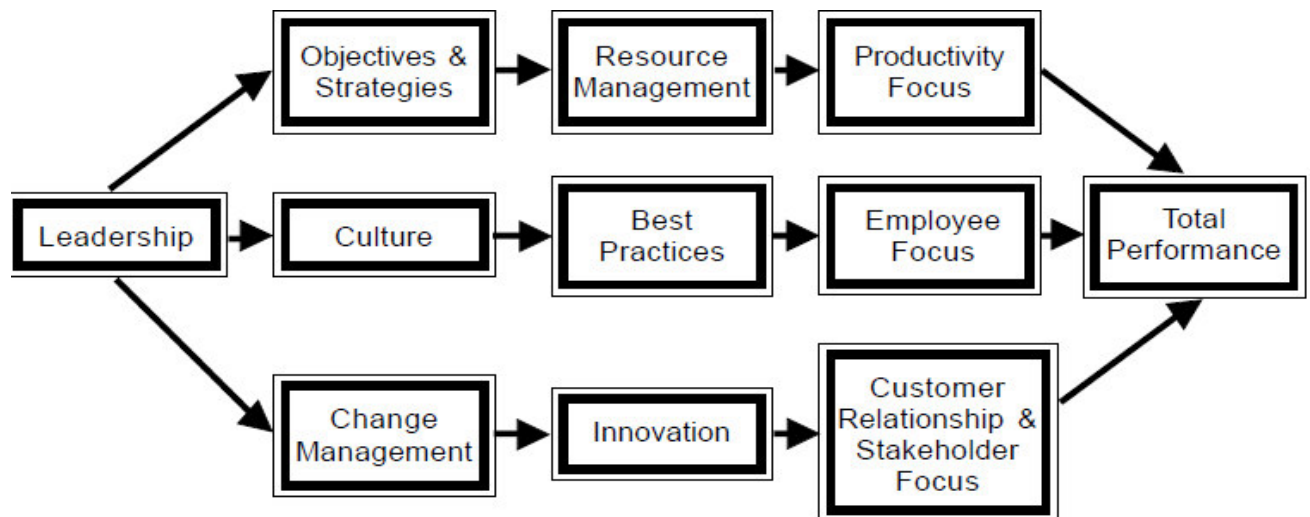 Objectives &
Strategies
Resource
Management
Productivity
Focus
Leadership
Culture
Best
Practices
Employee
Focus
Total
Performance
Change
Management
Innovation
Customer
Relationship &
Stakeholder
Focus